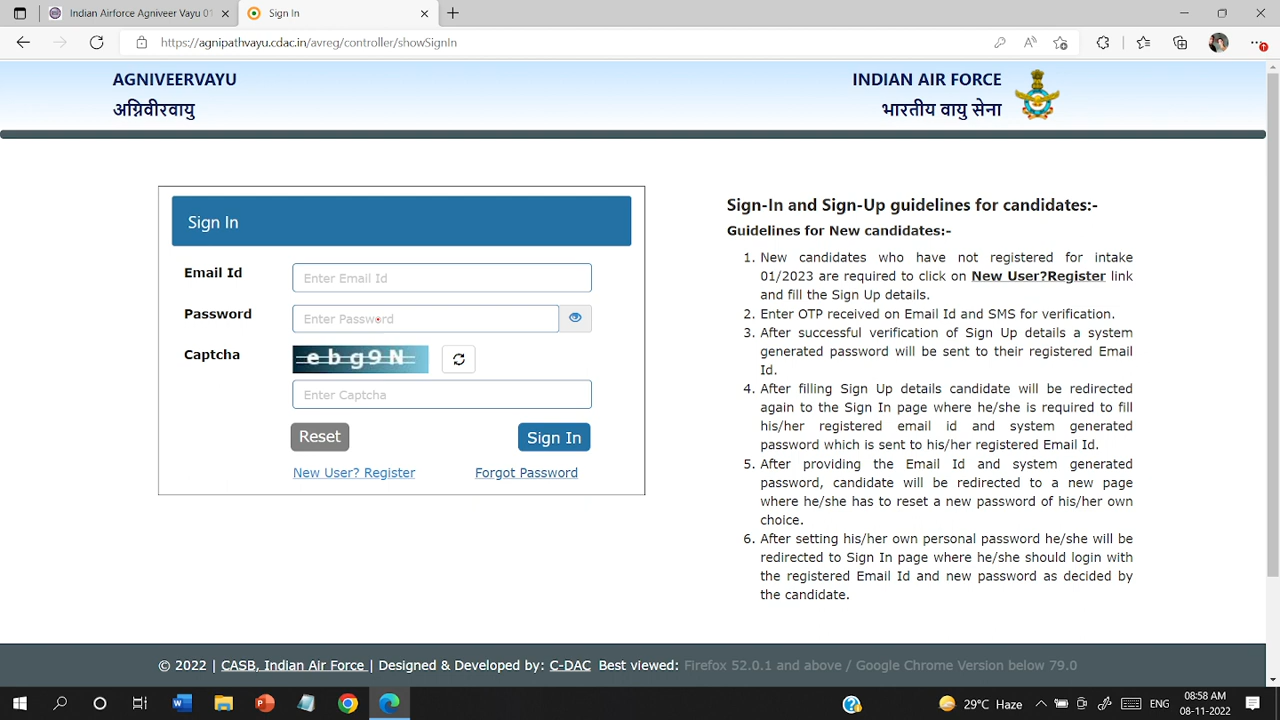 Indian Airforce Agniveer Vayu 01
Sign In
https://agnipathvayu.cdac.in/avreg/controller/showSignIn
AGNIVEERVAYU
अग्निवीरवायु
INDIAN AIR FORCE
भारतीय वायु सेना
Sign In
Email Id
Enter Email Id
Password
Enter Password
Captcha
ebg9N
Enter Captcha
Reset
Sign In
New User? Register
Forgot Password
Sign-In and Sign-Up guidelines for candidates:-
Guidelines for New candidates:-
1. New candidates who have not registered for intake
01/2023 are required to click on New User?Register link
and fill the Sign Up details.
2. Enter OTP received on Email Id and SMS for verification.
3. After successful verification of Sign Up details a system
generated password will be sent to their registered Email
Id.
4. After filling Sign Up details candidate will be redirected
again to the Sign In page where he/she is required to fill
his/her registered email id and system generated
password which is sent to his/her registered Email Id.
5. After providing the Email Id and system generated
password, candidate will be redirected to a new page
where he/she has to reset a new password of his/her own
choice.
6. After setting his/her own personal password he/she will be
redirected to Sign In page where he/she should login with
the registered Email Id and new password as decided by
the candidate.
© 2022 | CASB, Indian Air Force | Designed & Developed by: C-DAC Best viewed: Firefox 52.0.1 and above / Google Chrome Version below 79.0
29°C Haze
ENG
08:58 AM
08-11-2022